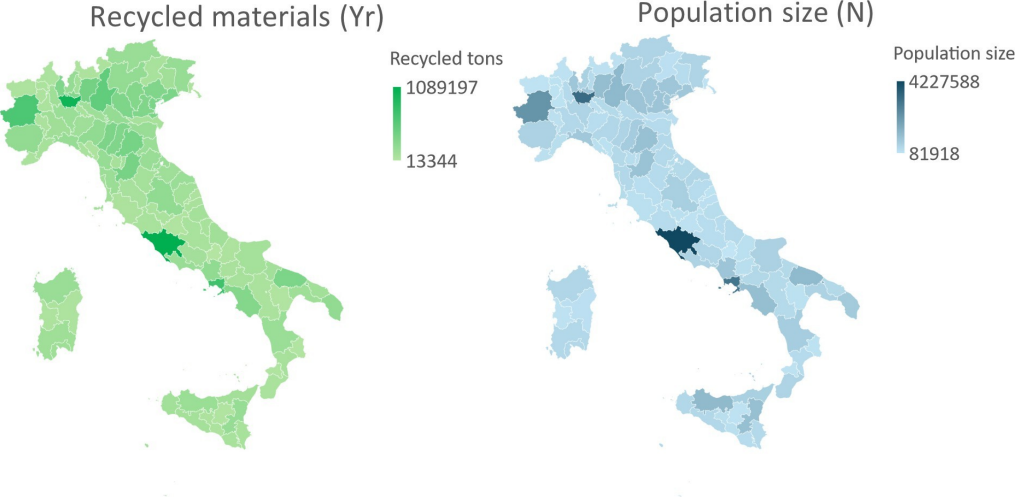 Recycled materials (Yr)
Recycled tons
1089197
13344
Population size (N)
Population size
4227588
81918